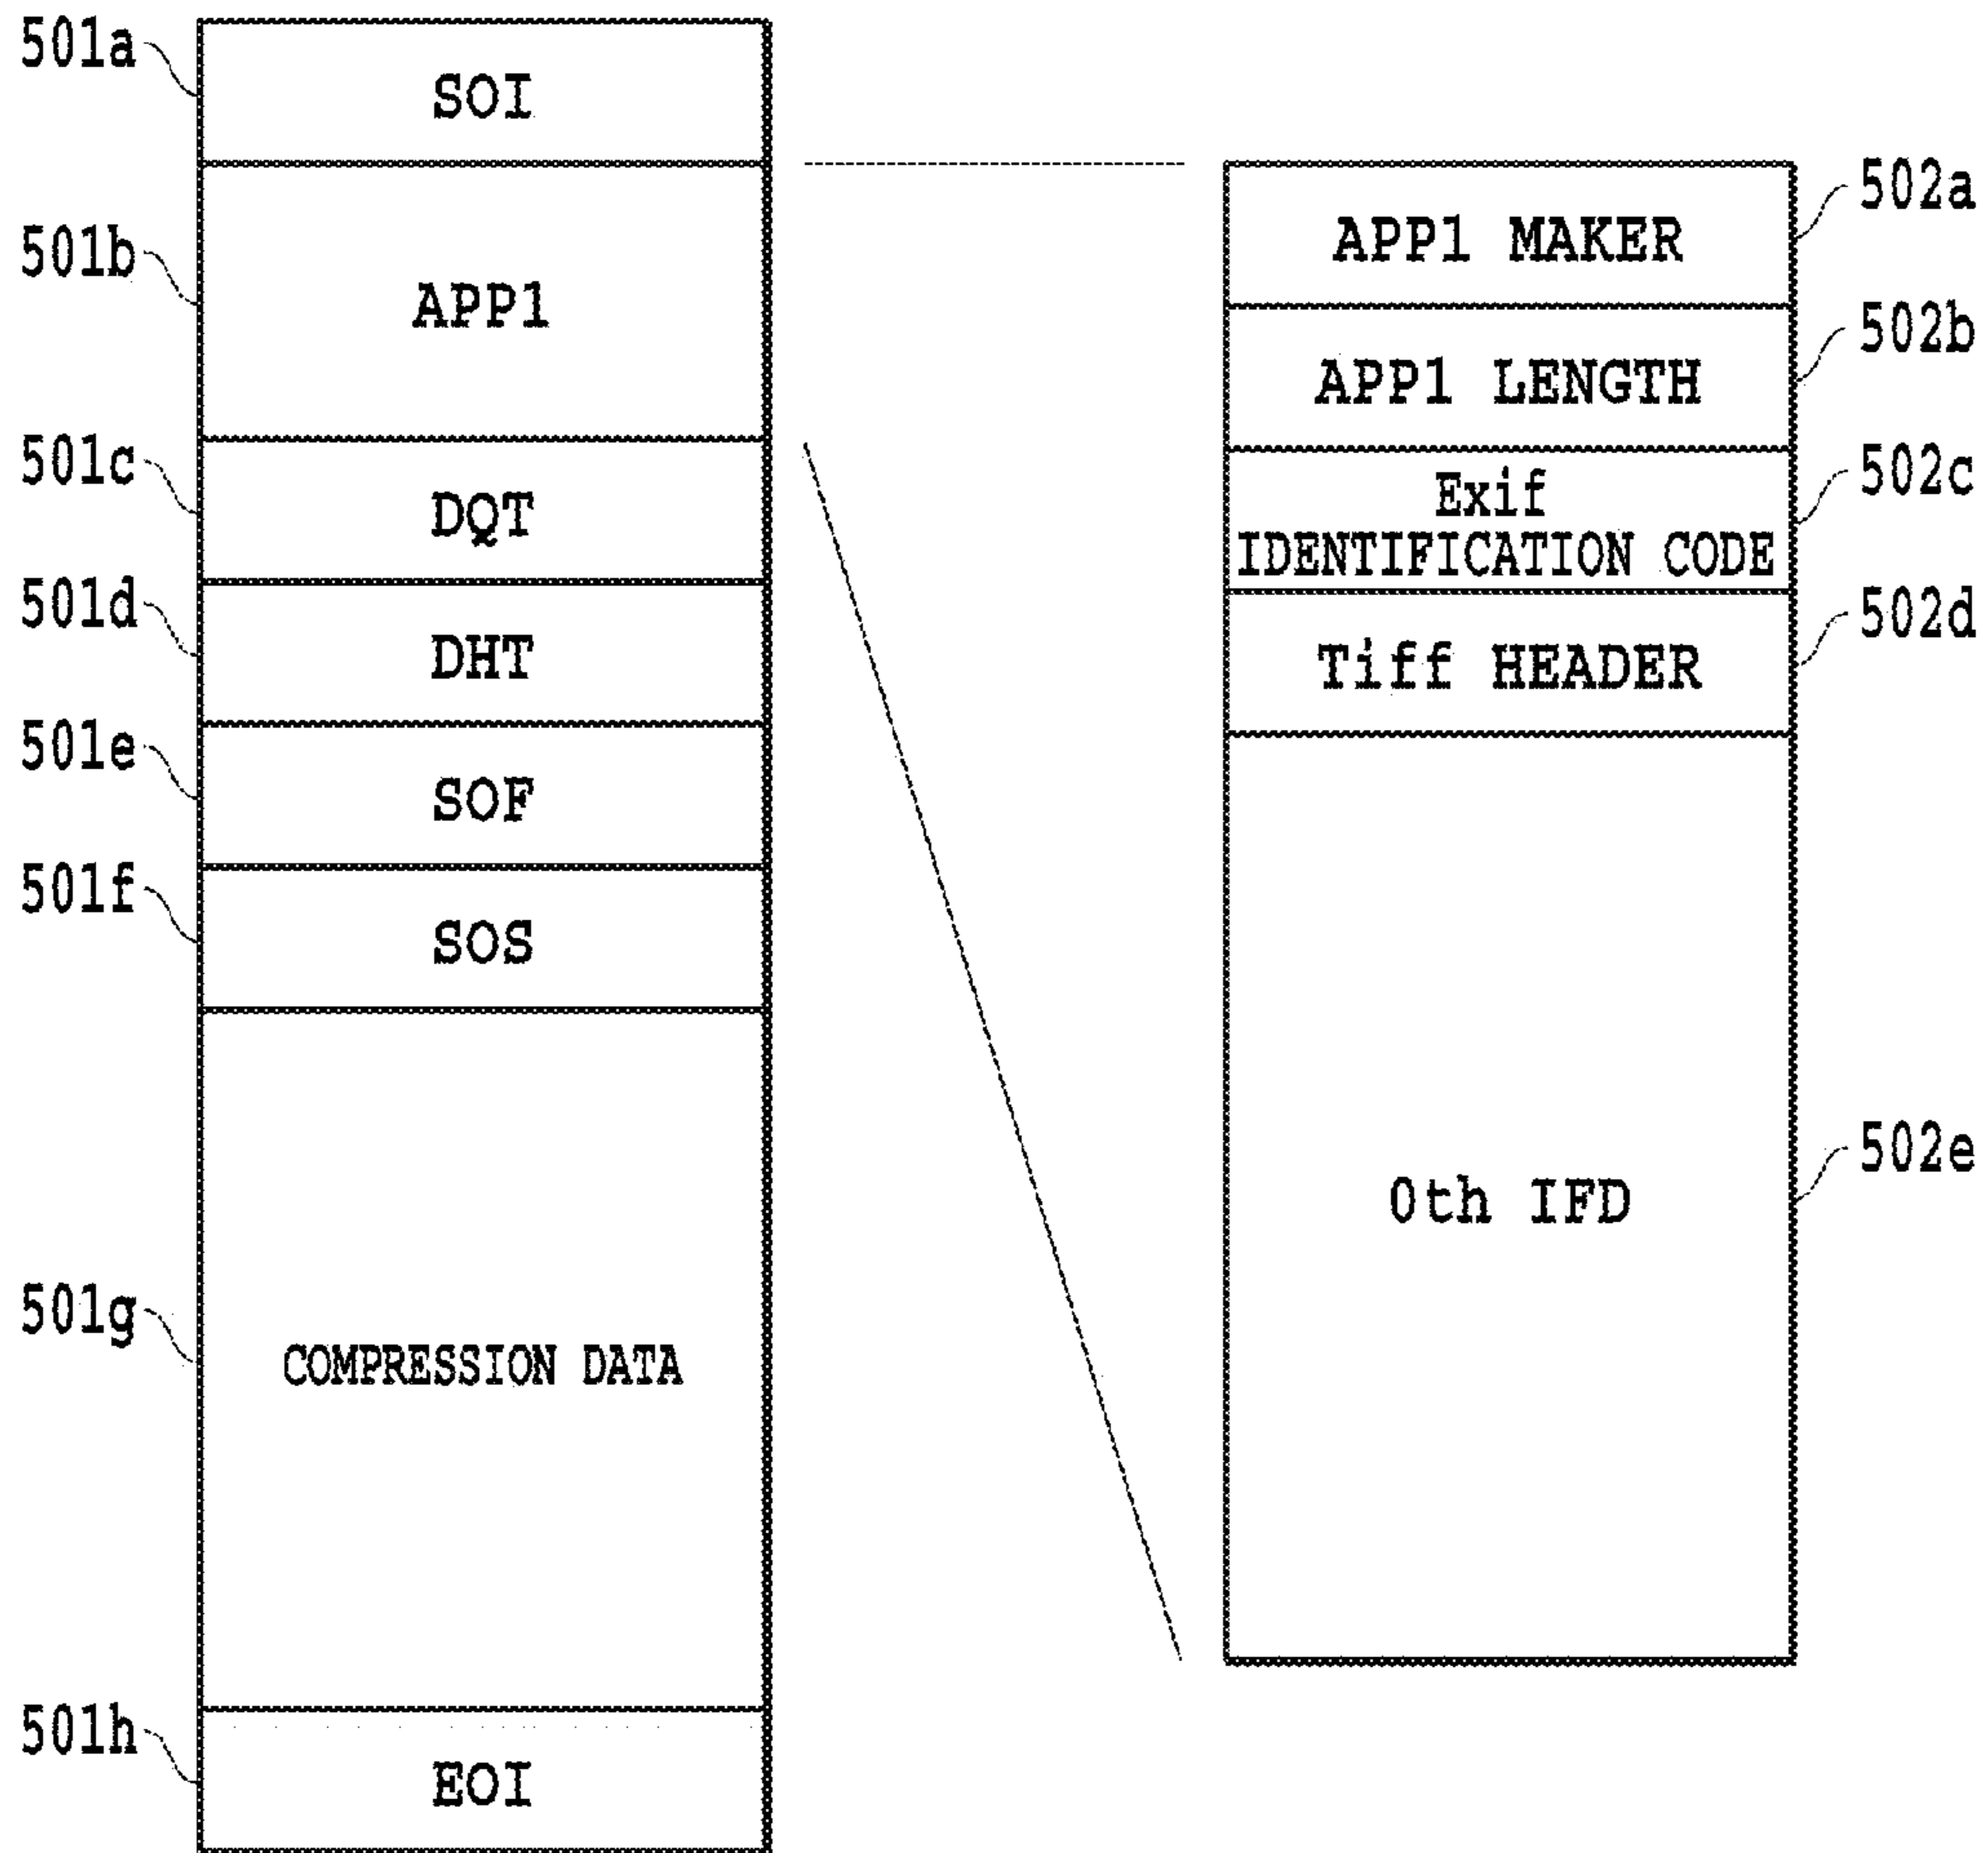 501a
SOI
501b
APP1
501c
DQT
501d
DHT
501e
SOF
501f
SOS
501g
COMPRESSION DATA
501h
EOI
502a
APP1 MAKER
502b
APP1 LENGTH
502c
Exif
IDENTIFICATION CODE
502d
Tiff HEADER
502e
0th IFD